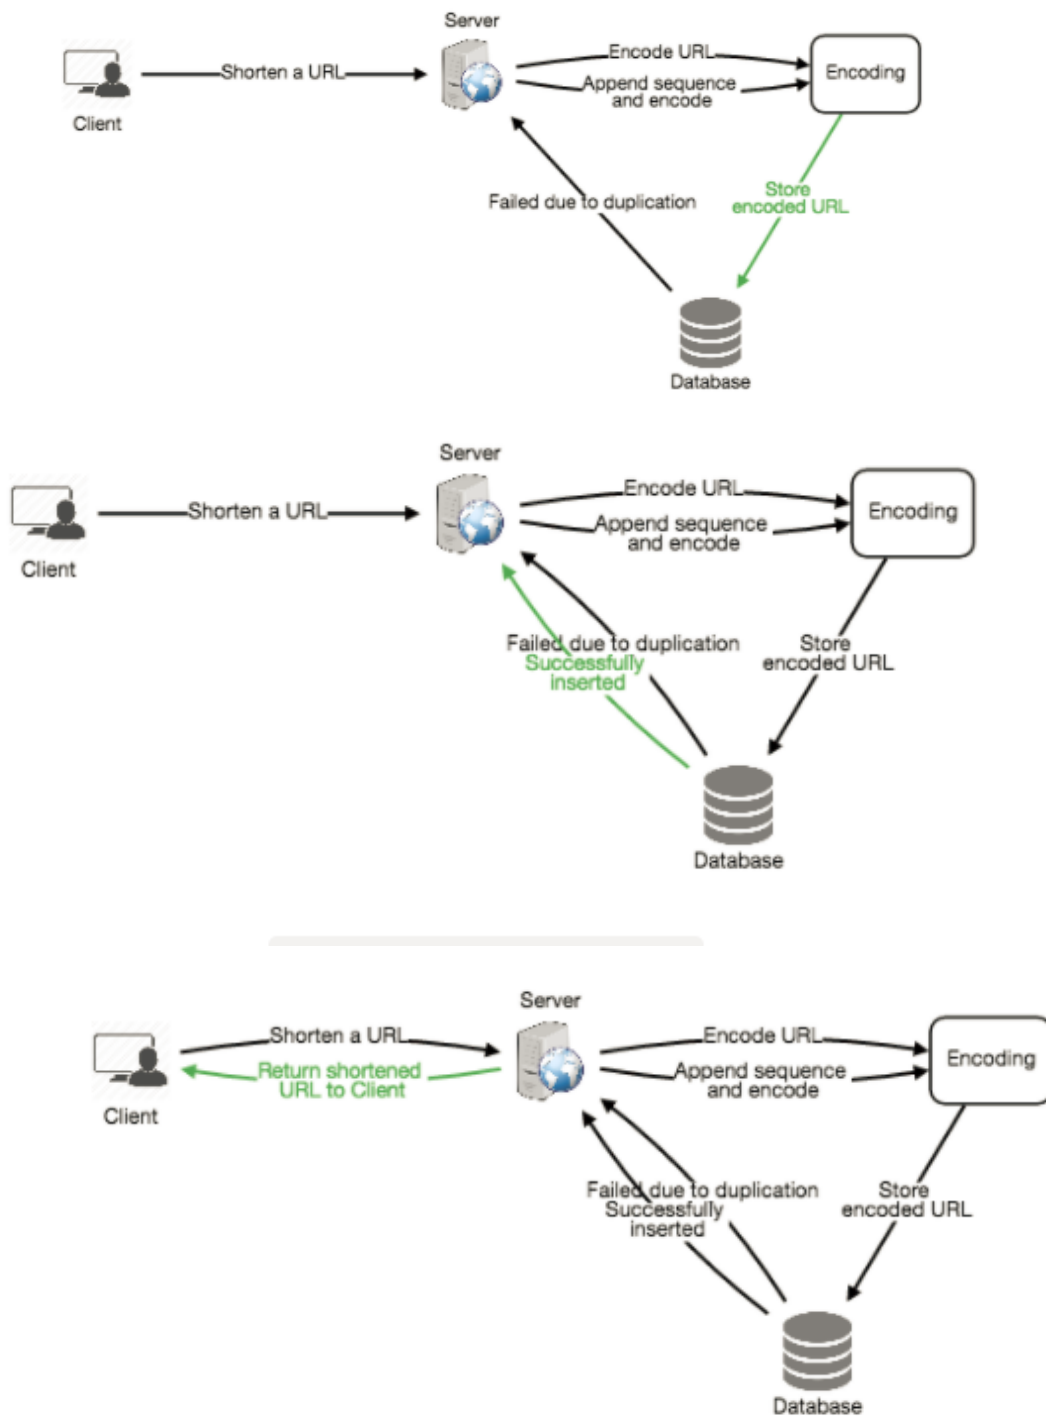 Server
Shorten a URL
Encode URL
Append sequence
and encode
Encoding
Client
Failed due to duplication
Store
encoded URL
Database
Server
Shorten a URL
Encode URL
Append sequence
and encode
Encoding
Client
Failed due to duplication
Successfully
inserted
Store
encoded URL
Database
Server
Shorten a URL
Return shortened
URL to Client
Encode URL
Append sequence
and encode
Encoding
Client
Failed due to duplication
Successfully
inserted
Store
encoded URL
Database